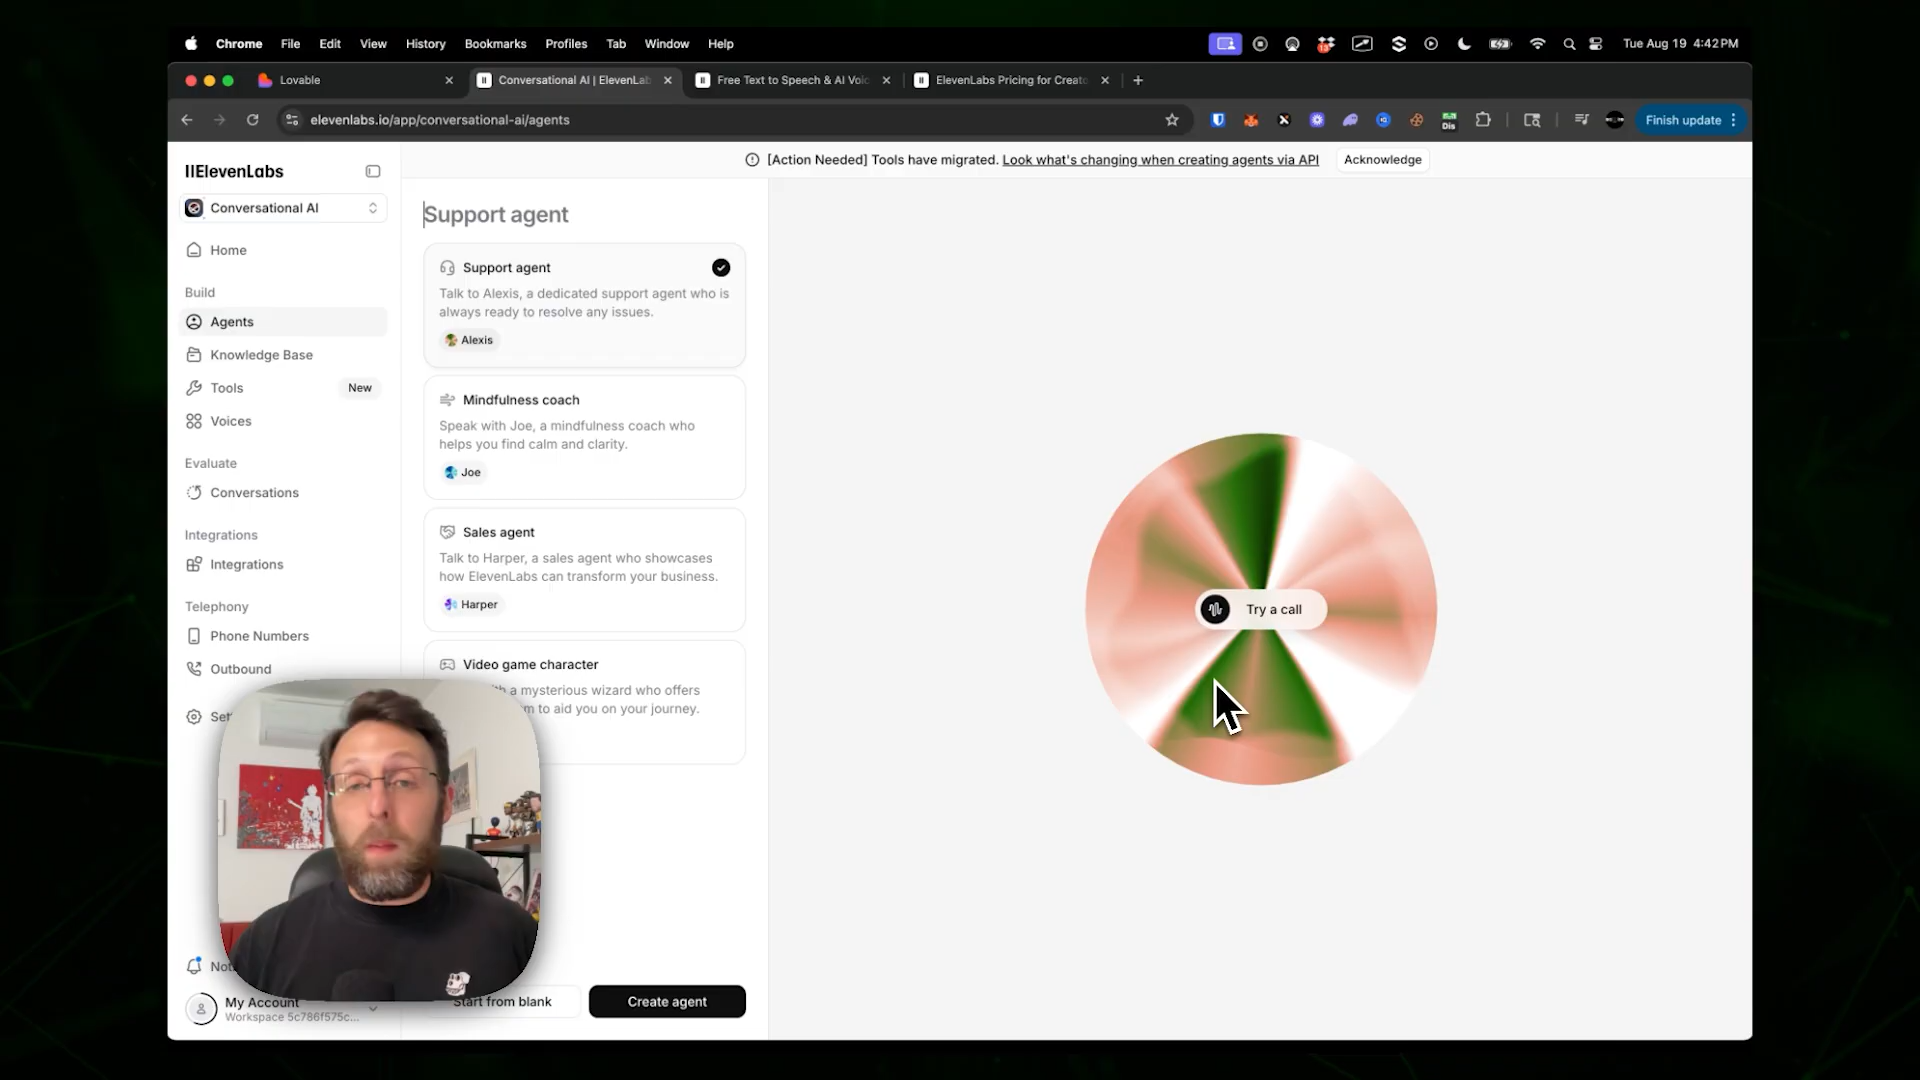 Chrome File Edit View History Bookmarks Profiles Tab Window Help
13
Tue Aug 19 4:42 PM
Lovable
Conversational AI | ElevenLab
Free Text to Speech & AI Voic
ElevenLabs Pricing for Creato
elevenlabs.io/app/conversational-ai/agents
Dis
Finish update
IIElevenLabs
[Action Needed] Tools have migrated. Look what's changing when creating agents via API
Acknowledge
Conversational AI
Home
Build
Agents
Knowledge Base
Tools
New
Voices
Evaluate
Conversations
Integrations
Integrations
Telephony
Phone Numbers
Outbound
Set
Not
My Account
Workspace 5c786f575c...
Support agent
Support agent
Talk to Alexis, a dedicated support agent who is
always ready to resolve any issues.
Alexis
Mindfulness coach
Speak with Joe, a mindfulness coach who
helps you find calm and clarity.
Joe
Sales agent
Talk to Harper, a sales agent who showcases
how ElevenLabs can transform your business.
Harper
Video game character
a mysterious wizard who offers
to aid you on your journey.
Start from blank
Create agent
Try a call